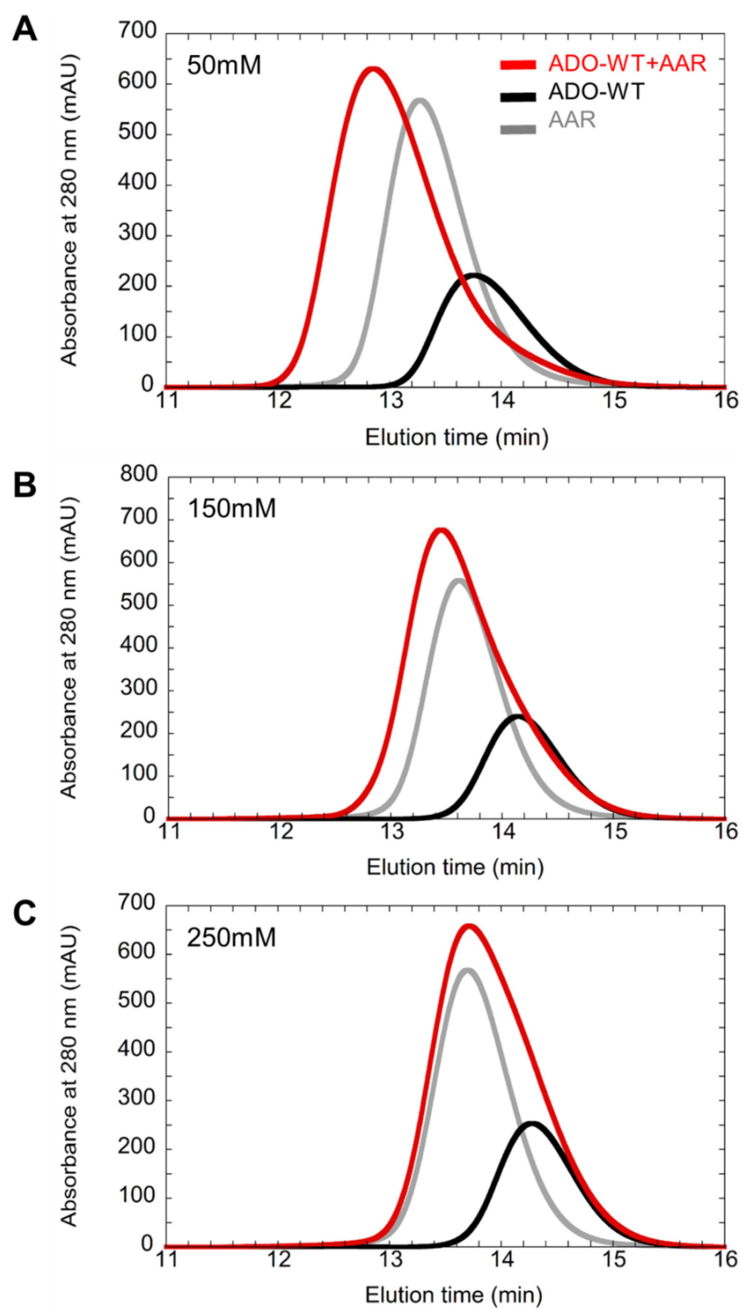 A
50mM
ADO-WT+AAR
ADO-WT
AAR
Absorbance at 280 nm (mAU)
700
600
500
400
300
200
100
0
11 12 13 14 15 16
Elution time (min)
B
150mM
Absorbance at 280 nm (mAU)
800
700
600
500
400
300
200
100
0
11 12 13 14 15 16
Elution time (min)
C
250mM
Absorbance at 280 nm (mAU)
700
600
500
400
300
200
100
0
11 12 13 14 15 16
Elution time (min)